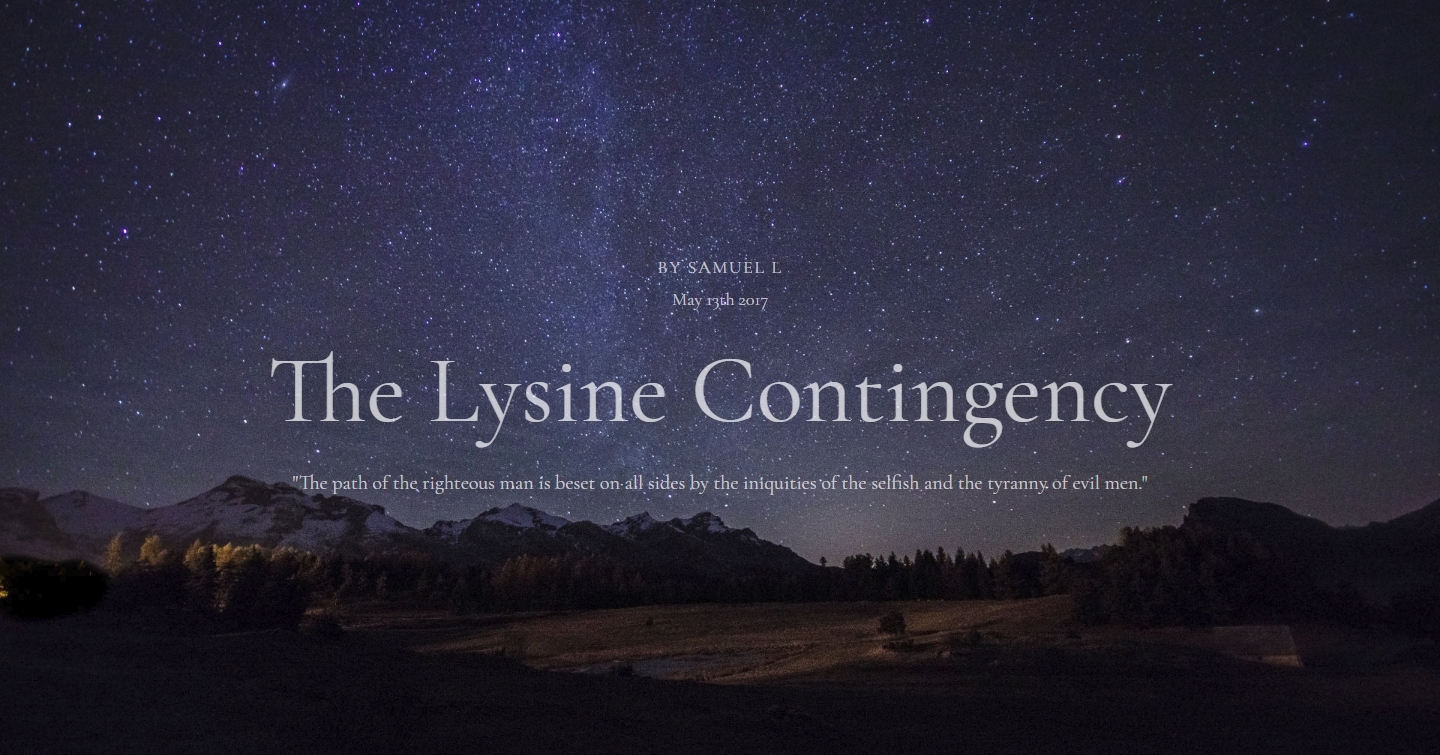 BY SAMUEL L
May 13th 2017
The Lysine Contingency
"The path of the righteous man is beset on all sides by the iniquities of the selfish and the tyranny of evil men."